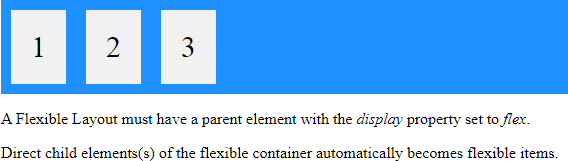 1 2 3
A Flexible Layout must have a parent element with the display property set to flex.
Direct child elements(s) of the flexible container automatically becomes flexible items.